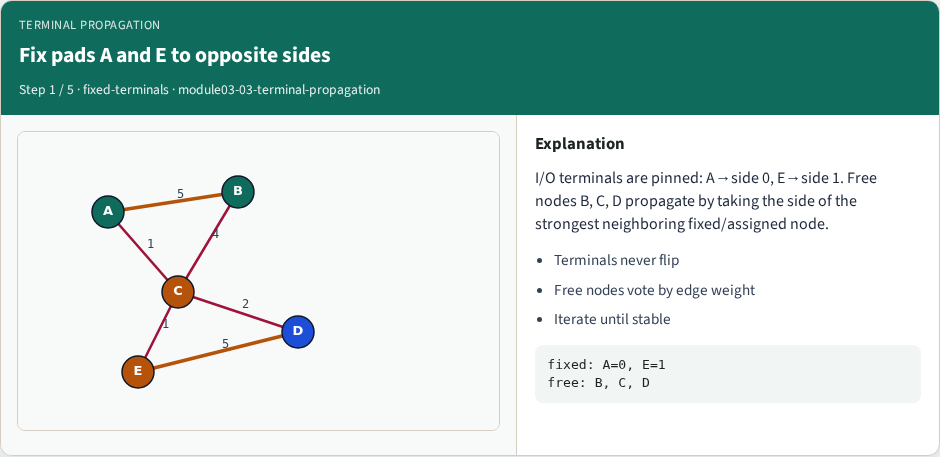 TERMINAL PROPAGATION
Fix pads A and E to opposite sides
Step 1 / 5 · fixed-terminals · module03-03-terminal-propagation
5
B
A
4
1
C
2
1
D
5
E
Explanation
I/O terminals are pinned: A→side 0, E→side 1. Free
nodes B, C, D propagate by taking the side of the
strongest neighboring fixed/assigned node.
• Terminals never flip
• Free nodes vote by edge weight
• Iterate until stable
fixed: A=0, E=1
free: B, C, D